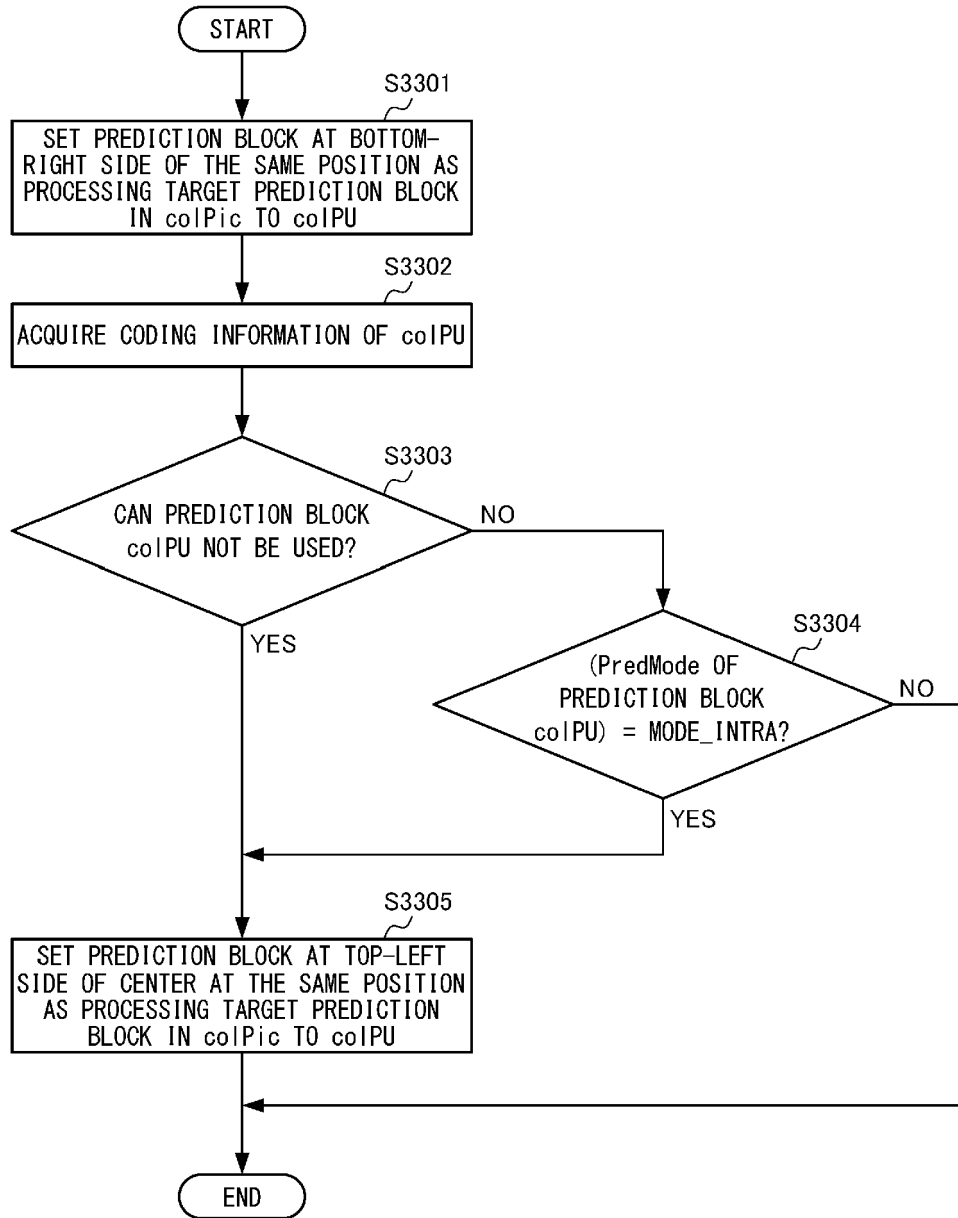 START
S3301
SET PREDICTION BLOCK AT BOTTOM-
RIGHT SIDE OF THE SAME POSITION AS
PROCESSING TARGET PREDICTION BLOCK
IN colPic TO colPU
S3302
ACQUIRE CODING INFORMATION OF colPU
S3303
CAN PREDICTION BLOCK
colPU NOT BE USED?
NO
YES
S3304
(PredMode OF
PREDICTION BLOCK
colPU) = MODE_INTRA?
NO
YES
S3305
SET PREDICTION BLOCK AT TOP-LEFT
SIDE OF CENTER AT THE SAME POSITION
AS PROCESSING TARGET PREDICTION
BLOCK IN colPic TO colPU
END